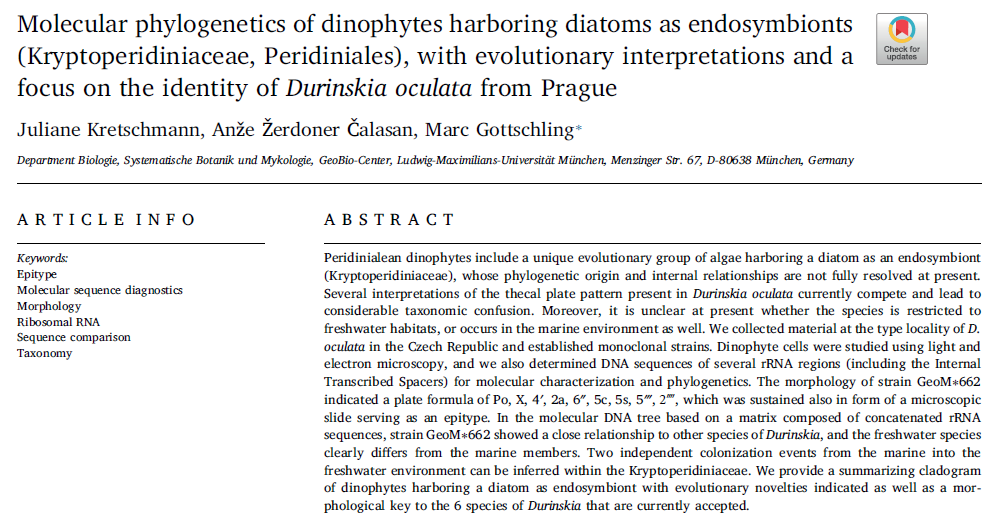 Molecular phylogenetics of dinophytes harboring diatoms as endosymbionts
(Kryptoperidiniaceae, Peridiniales), with evolutionary interpretations and a
focus on the identity of Durinskia oculata from Prague
Check for
updates
Juliane Kretschmann, Anže Žerdoner Čalasan, Marc Gottschling*
Department Biologie, Systematische Botanik und Mykologie, GeoBio-Center, Ludwig-Maximilians-Universität München, Menzinger Str. 67, D-80638 München, Germany
ARTICLE INFO
Keywords:
Epitype
Molecular sequence diagnostics
Morphology
Ribosomal RNA
Sequence comparison
Taxonomy
ABSTRACT
Peridinialean dinophytes include a unique evolutionary group of algae harboring a diatom as an endosymbiont
(Kryptoperidiniaceae), whose phylogenetic origin and internal relationships are not fully resolved at present.
Several interpretations of the thecal plate pattern present in Durinskia oculata currently compete and lead to
considerable taxonomic confusion. Moreover, it is unclear at present whether the species is restricted to
freshwater habitats, or occurs in the marine environment as well. We collected material at the type locality of D.
oculata in the Czech Republic and established monoclonal strains. Dinophyte cells were studied using light and
electron microscopy, and we also determined DNA sequences of several rRNA regions (including the Internal
Transcribed Spacers) for molecular characterization and phylogenetics. The morphology of strain GeoM∗662
indicated a plate formula of Po, X, 4′, 2a, 6″, 5c, 5s, 5‴, 2⁗, which was sustained also in form of a microscopic
slide serving as an epitype. In the molecular DNA tree based on a matrix composed of concatenated rRNA
sequences, strain GeoM∗662 showed a close relationship to other species of Durinskia, and the freshwater species
clearly differs from the marine members. Two independent colonization events from the marine into the
freshwater environment can be inferred within the Kryptoperidiniaceae. We provide a summarizing cladogram
of dinophytes harboring a diatom as endosymbiont with evolutionary novelties indicated as well as a mor-
phological key to the 6 species of Durinskia that are currently accepted.